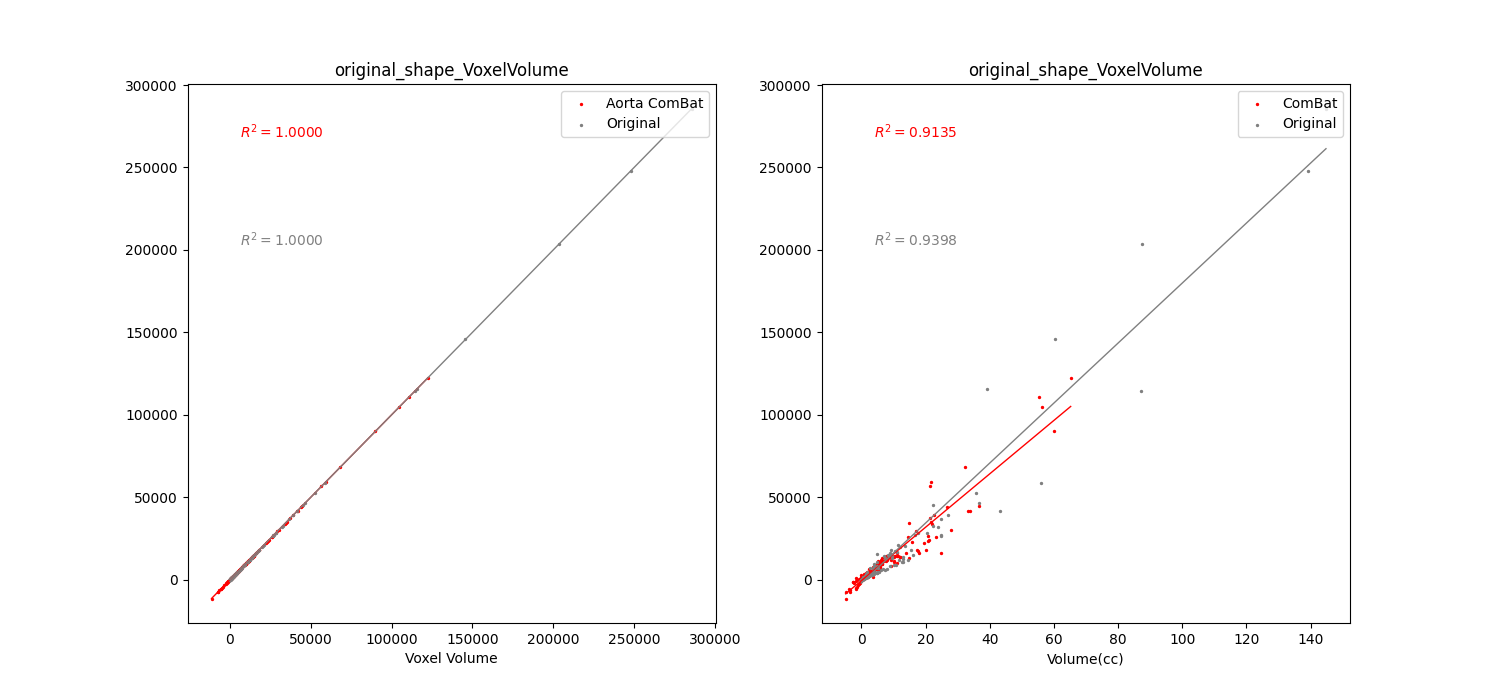 original_shape_VoxelVolume
300000
250000
200000
150000
100000
50000
0
R² = 1.0000
R² = 1.0000
Aorta ComBat
Original
0
50000
100000
150000
200000
250000
300000
Voxel Volume
original_shape_VoxelVolume
300000
250000
200000
150000
100000
50000
0
R² = 0.9135
R² = 0.9398
ComBat
Original
0
20
40
60
80
100
120
140
Volume(cc)